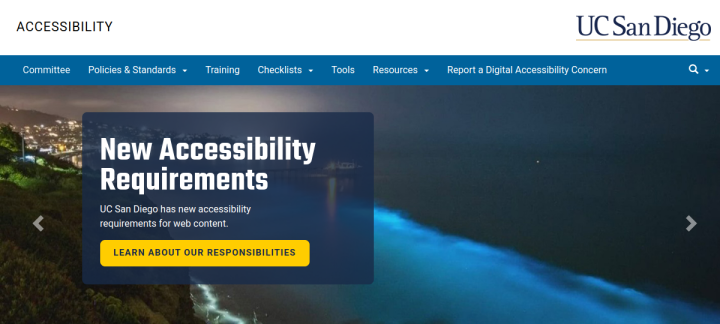 ACCESSIBILITY
UC San Diego
Committee Policies & Standards Training Checklists Tools Resources Report a Digital Accessibility Concern
New Accessibility
Requirements
UC San Diego has new accessibility
requirements for web content.
LEARN ABOUT OUR RESPONSIBILITIES